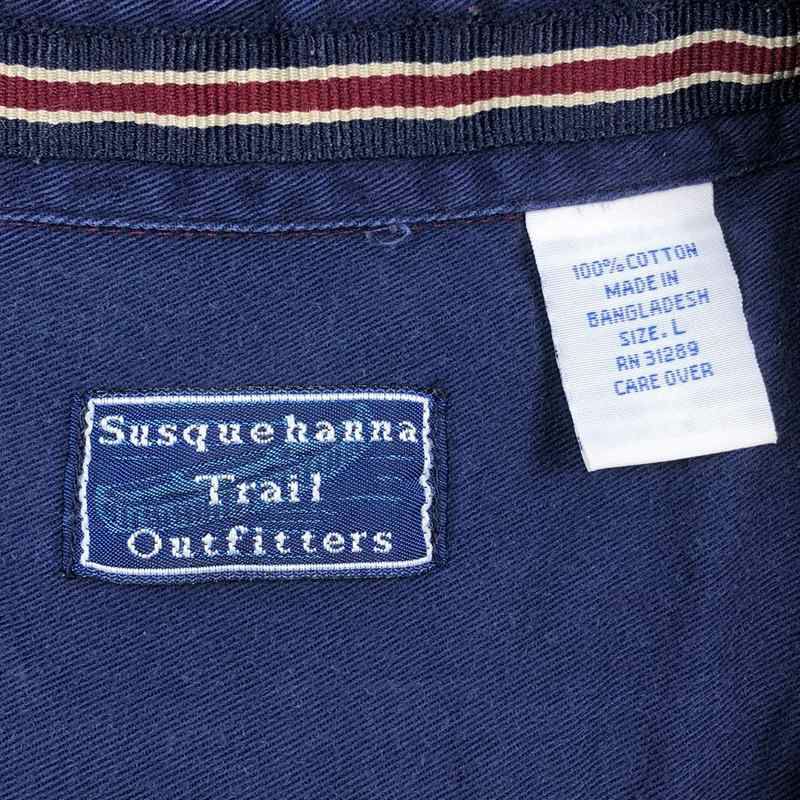 100% COTTON
MADE IN
BANGLADESH
SIZE. L
RN 31289
CARE OVER
Susquehanna
Trail
Outfitters